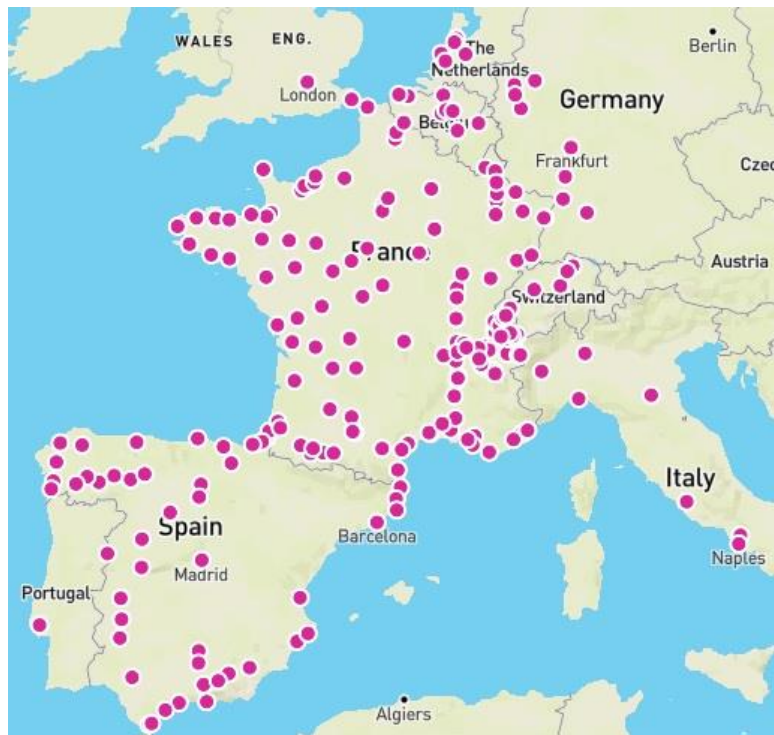 WALES
ENG.
London
The
Netherlands
Berlin
Germany
Belgiu
Frankfurt
Czec
France
Austria
Switzerland
Italy
Spain
Barcelona
Madrid
Naples
Portugal
Algiers